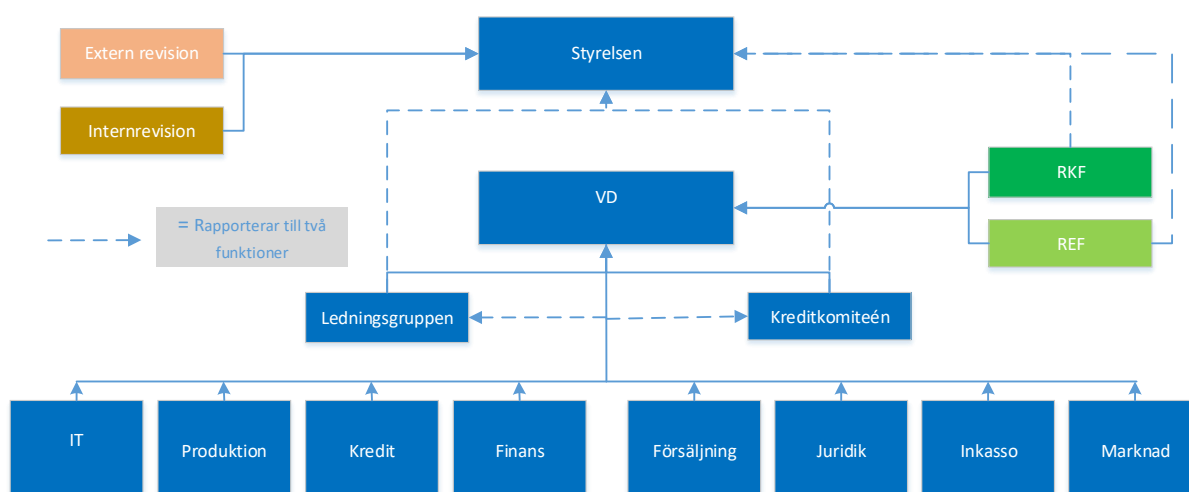 Extern revision
Styrelsen
Internrevision
RKF
VD
= Rapporterar till två
funktioner
REF
Ledningsgruppen
Kreditkomiteén
IT
Produktion
Kredit
Finans
Försäljning
Juridik
Inkasso
Marknad